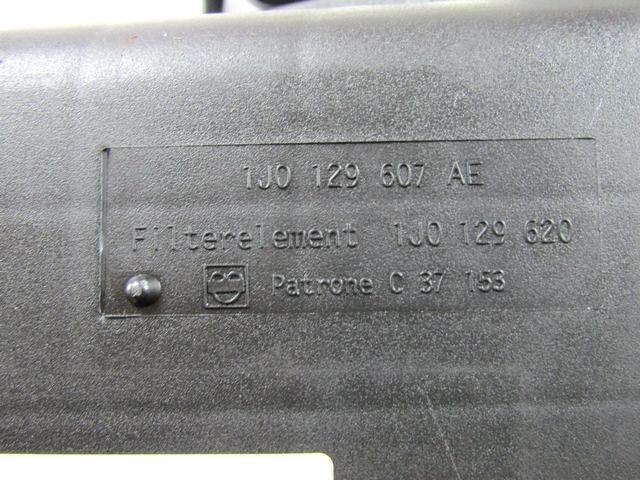 1J0 129 607 AE
Filterelement 1J0 129 620
Patrone C 37 153